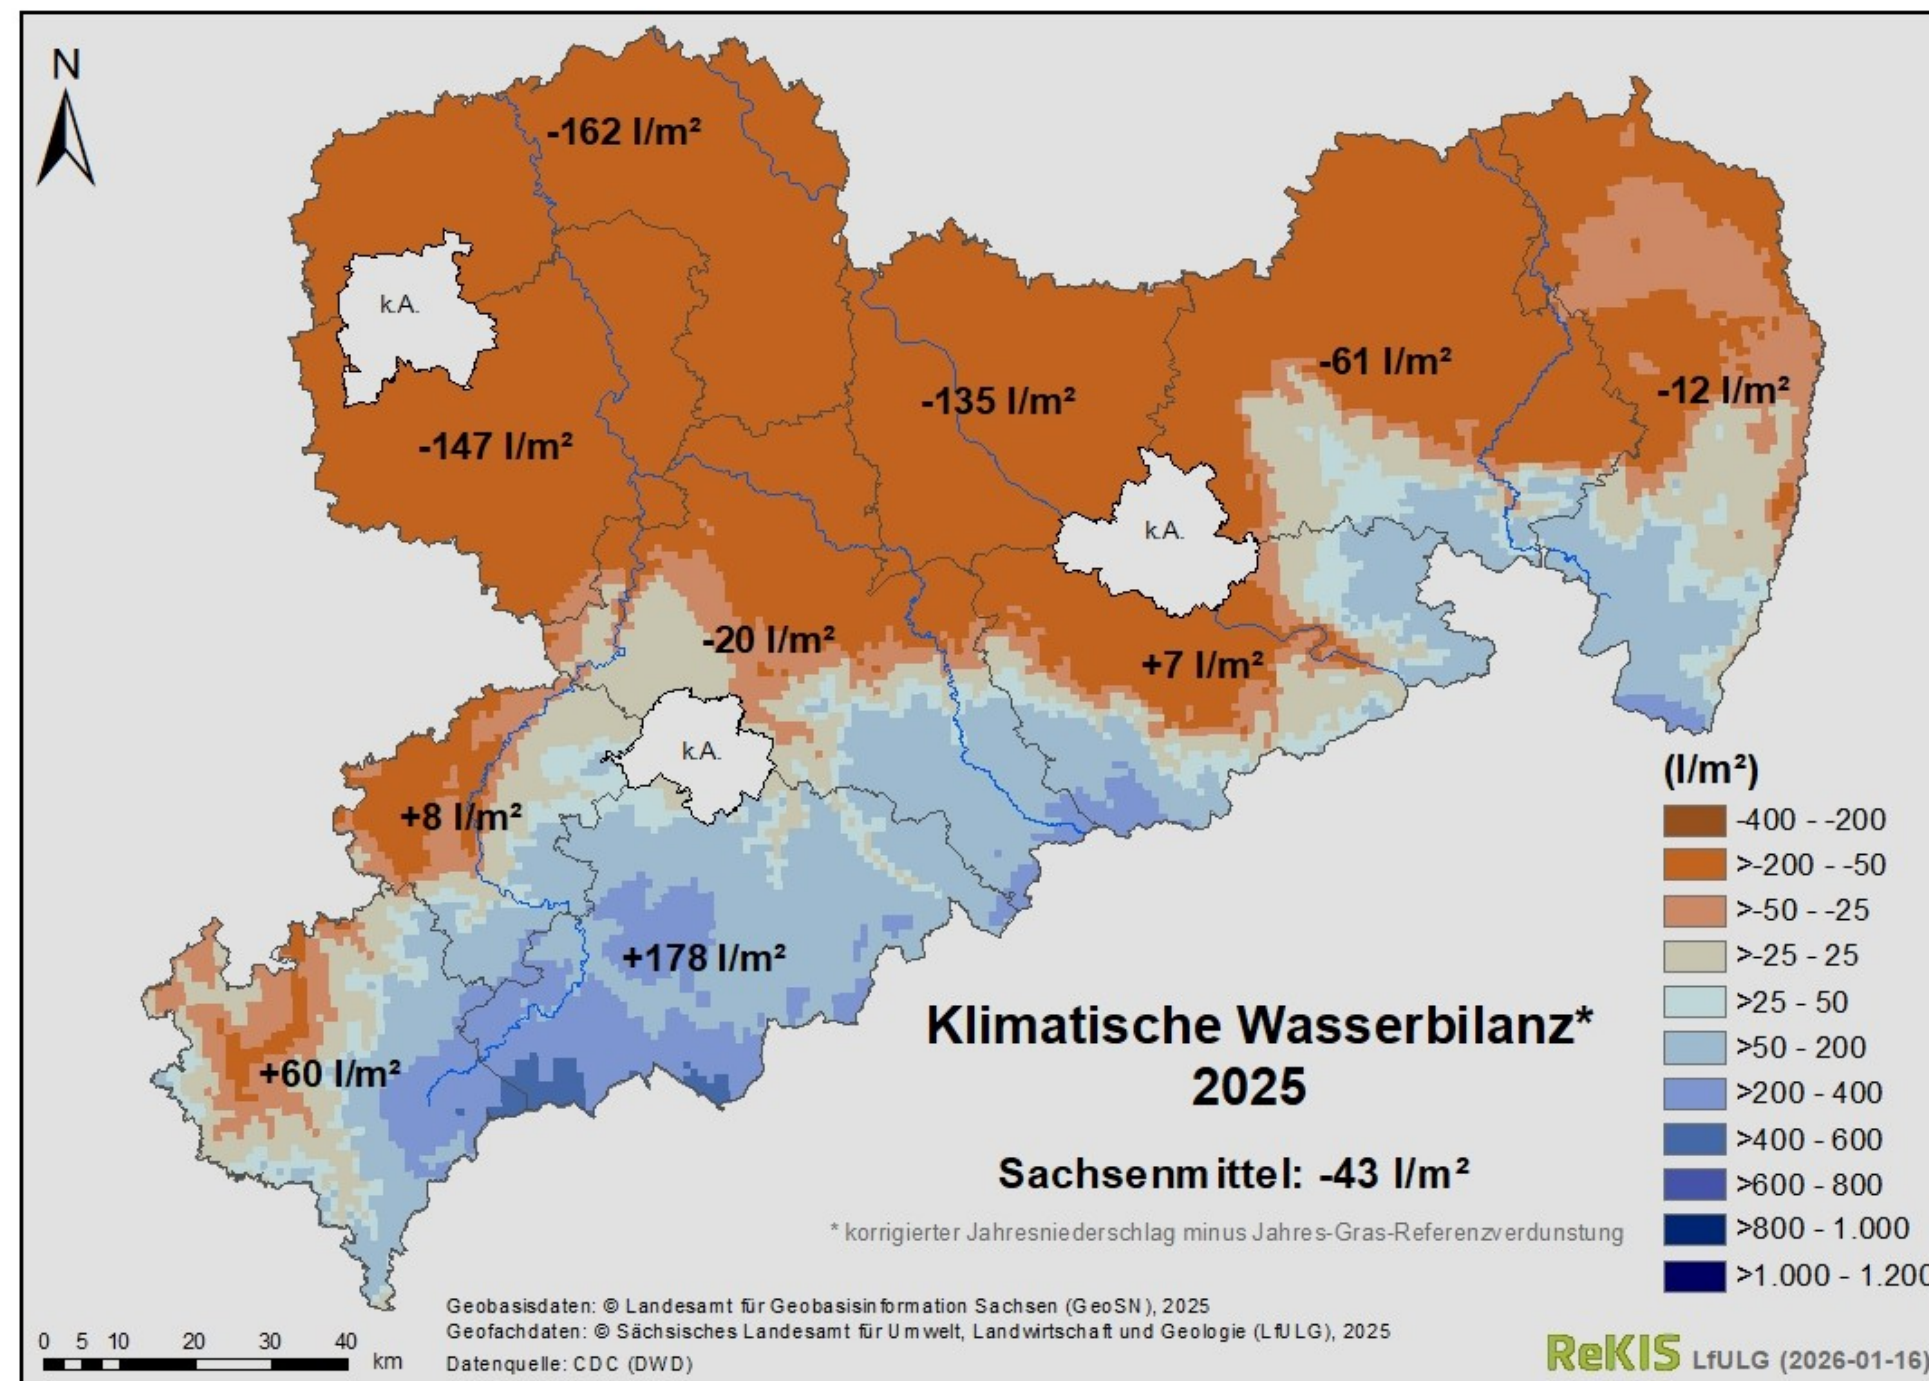 N
-162 l/m²
k.A.
-61 l/m²
-135 l/m²
-12 l/m²
-147 l/m²
k.A.
-20 l/m²
+7 l/m²
k.A.
+8 l/m²
+178 l/m²
+60 l/m²
Klimatische Wasserbilanz*
2025
Sachsenmittel: -43 l/m²
* korrigierter Jahresniederschlag minus Jahres-Gras-Referenzverdunstung
(l/m²)
-400 - -200
>-200 - -50
>-50 - -25
>-25 - 25
>25 - 50
>50 - 200
>200 - 400
>400 - 600
>600 - 800
>800 - 1.000
>1.000 - 1.200
Geobasisdaten: © Landesamt für Geobasisinformation Sachsen (GeoSN), 2025
Geofachdaten: © Sächsisches Landesamt für Umwelt, Landwirtschaft und Geologie (LfULG), 2025
Datenquelle: CDC (DWD)
0 5 10 20 30 40 km
ReKIS LfULG (2026-01-16)